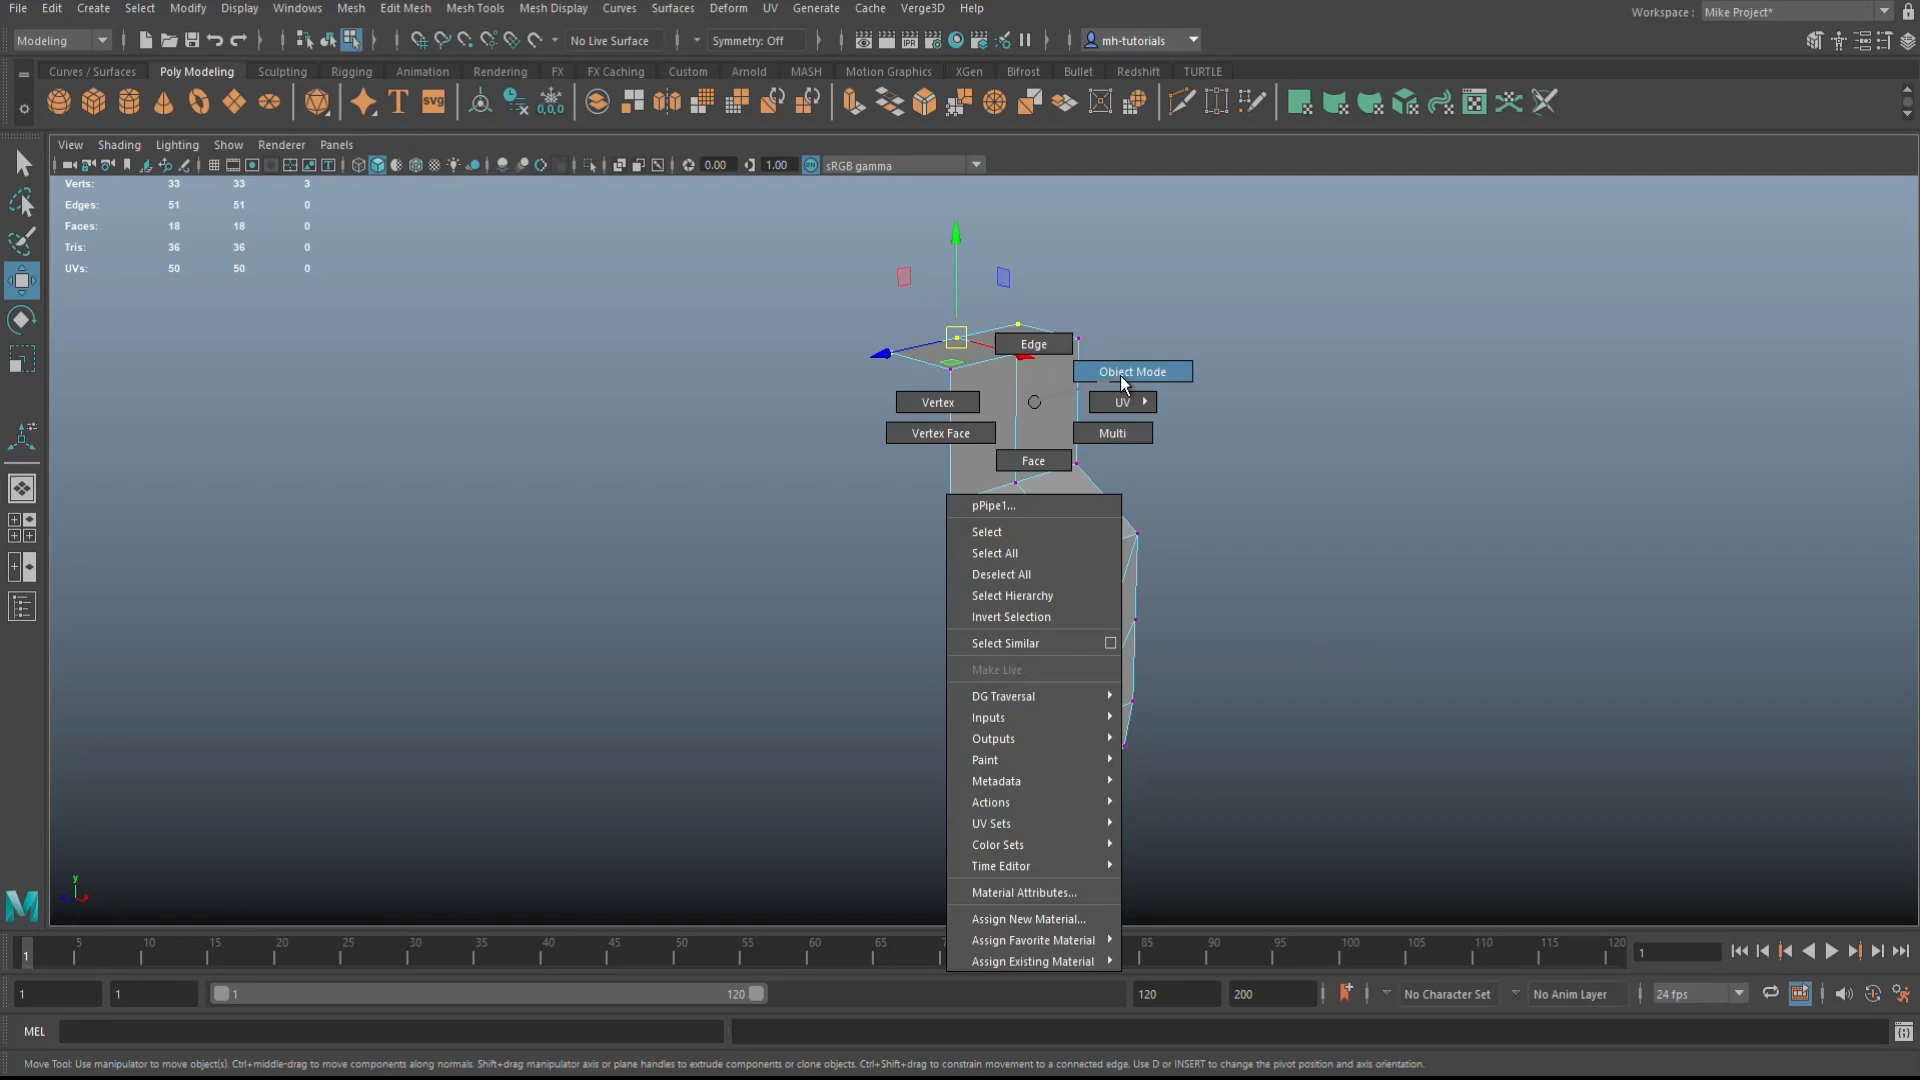 File Edit Create Select Modify Display Windows Mesh Edit Mesh Mesh Tools Mesh Display Curves Surfaces Deform UV Generate Cache Verge3D Help
Workspace : Mike Project*
Modeling No Live Surface Symmetry: Off IPR mh-tutorials
Curves / Surfaces Poly Modeling Sculpting Rigging Animation Rendering FX FX Caching Custom Arnold MASH Motion Graphics XGen Bifrost Bullet Redshift TURTLE
T SVG 0,0,0
View Shading Lighting Show Renderer Panels
0.00 1.00 ON sRGB gamma
Verts: 33 33 3
Edges: 51 51 0
Faces: 18 18 0
Tris: 36 36 0
UVs: 50 50 0
Edge
Object Mode
Vertex UV
Vertex Face Multi
Face
pPipe1...
Select
Select All
Deselect All
Select Hierarchy
Invert Selection
Select Similar
Make Live
DG Traversal
Inputs
Outputs
Paint
Metadata
Actions
UV Sets
Color Sets
Time Editor
Material Attributes...
Assign New Material...
Assign Favorite Material
Assign Existing Material
y
M
5 10 15 20 25 30 35 40 45 50 55 60 65 7 85 90 95 100 105 110 115 120
1 1
1 1 1 120 120 200 No Character Set No Anim Layer 24 fps
MEL
Move Tool: Use manipulator to move object(s). Ctrl+middle-drag to move components along normals. Shift+drag manipulator axis or plane handles to extrude components or clone objects. Ctrl+Shift+drag to constrain movement to a connected edge. Use D or INSERT to change the pivot position and axis orientation.